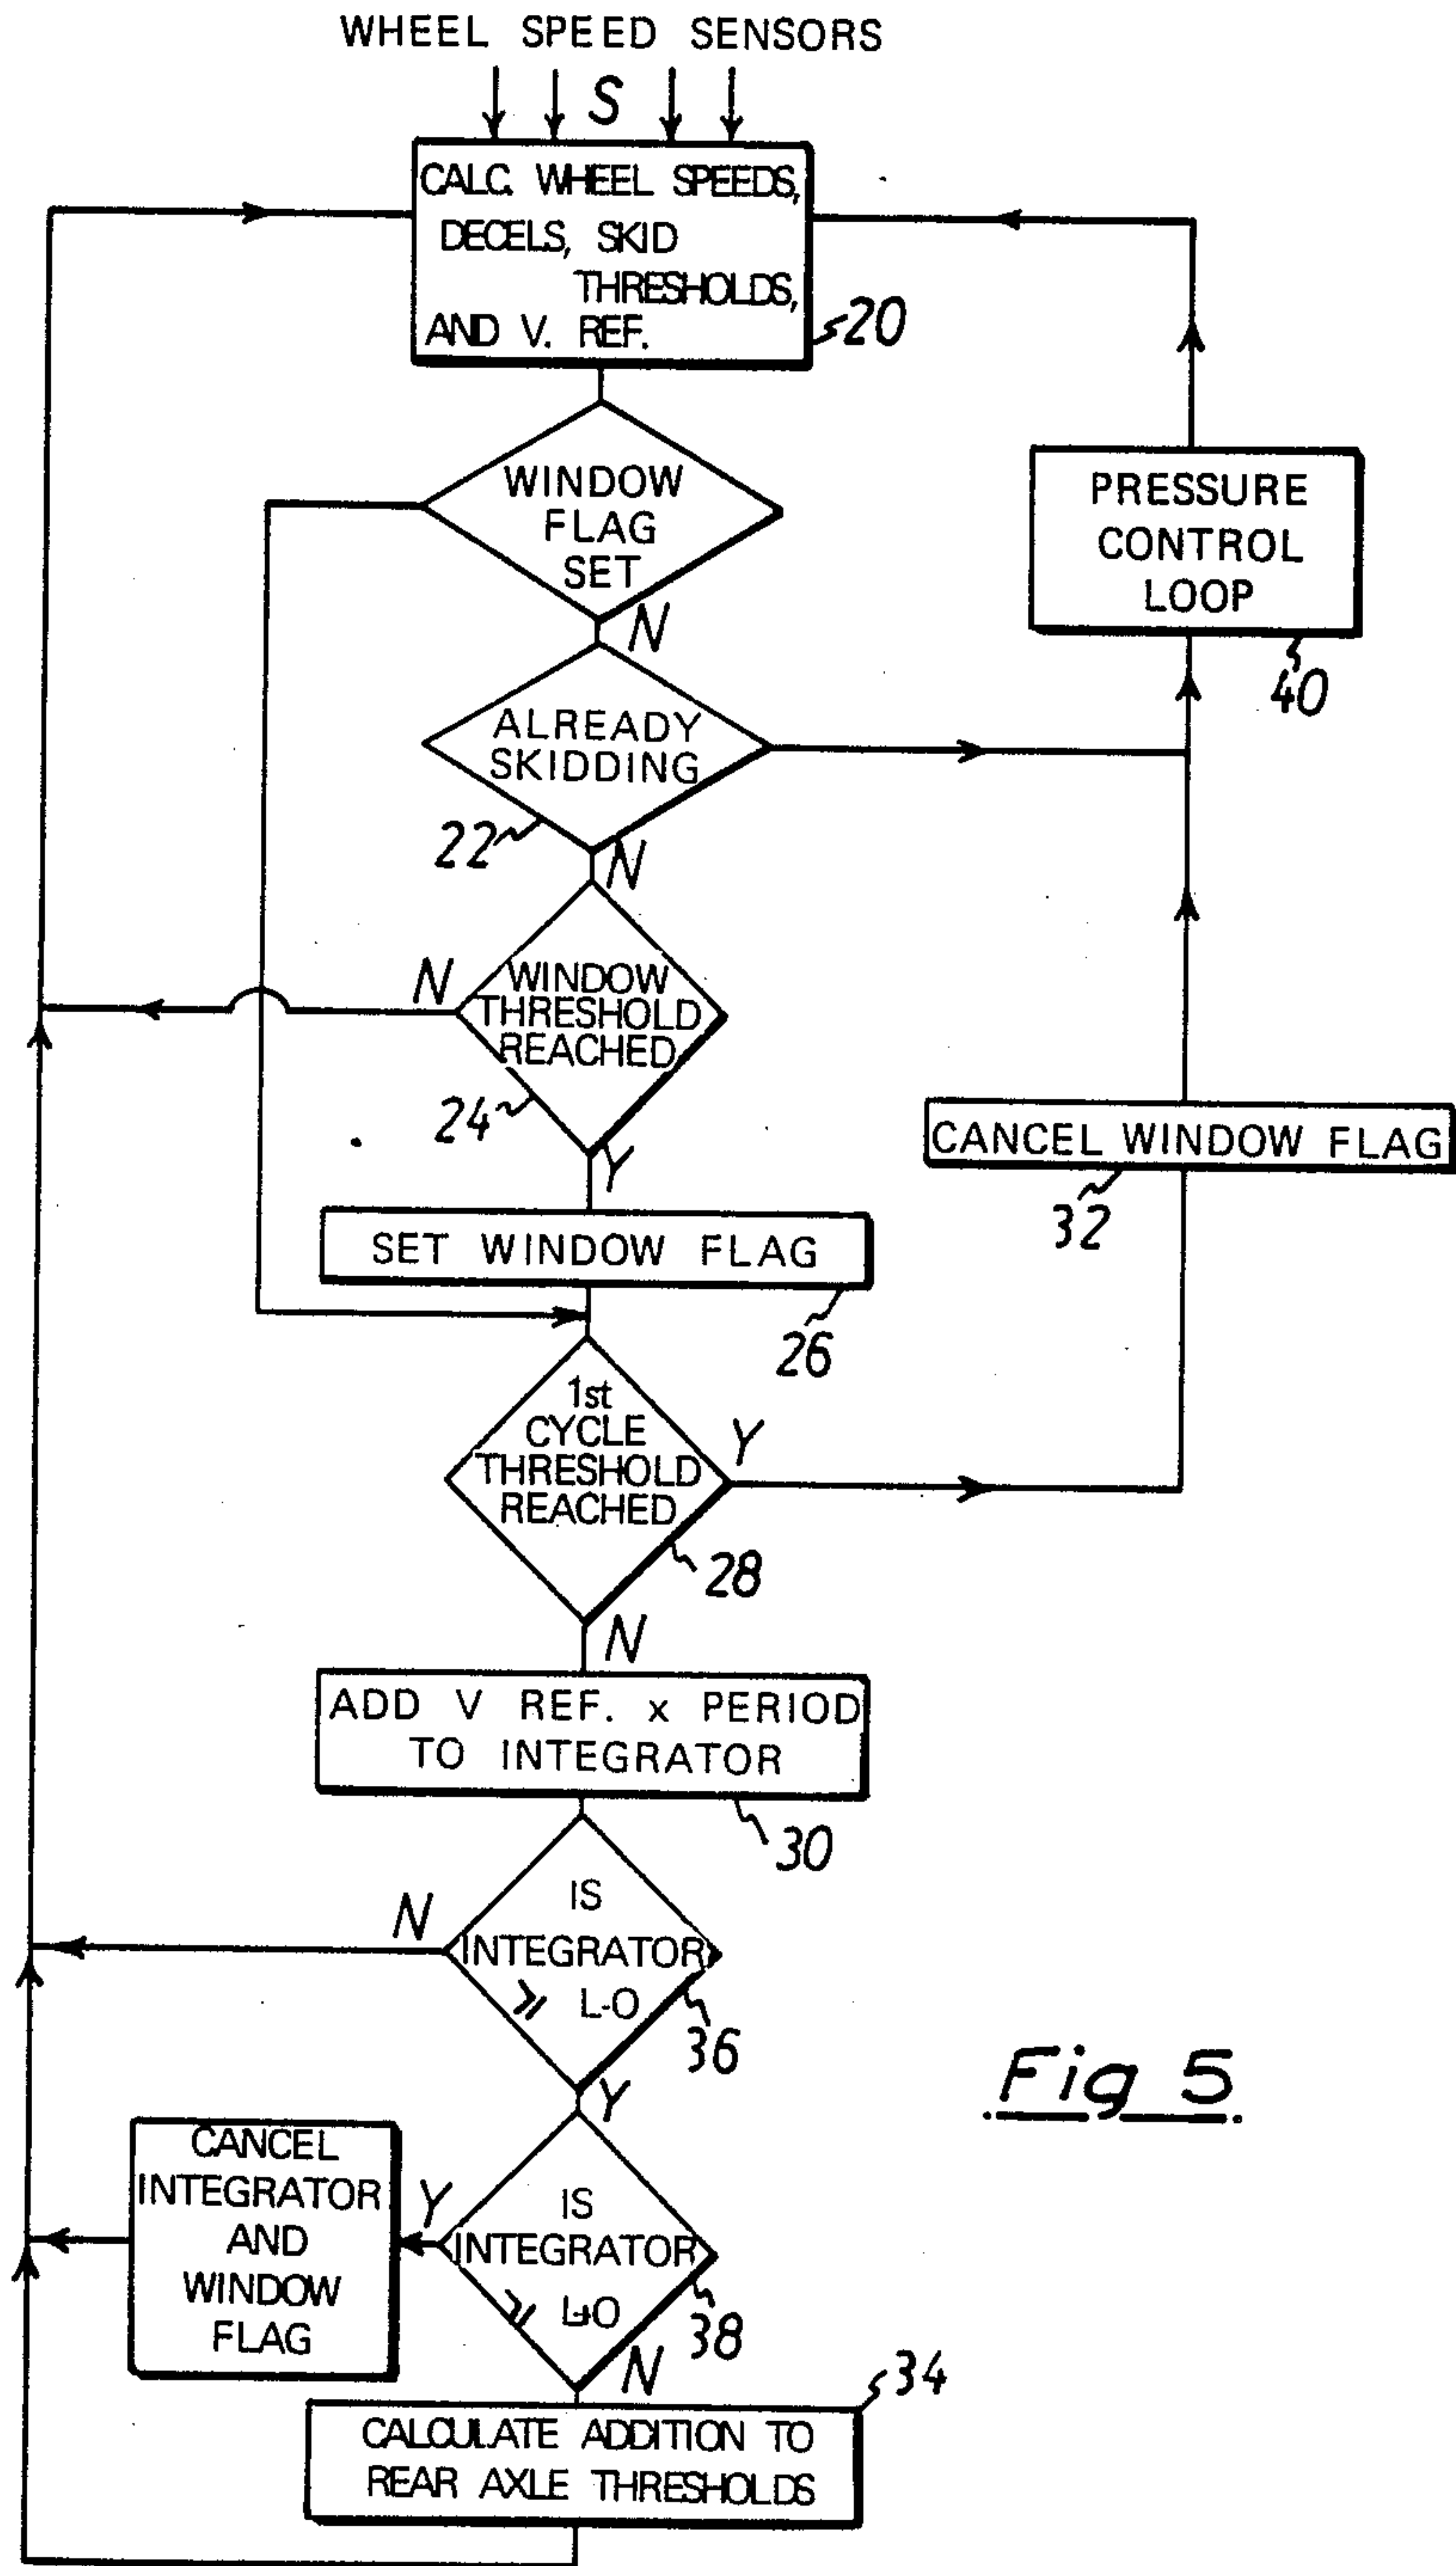 WHEEL SPEED SENSORS
S
CALC. WHEEL SPEEDS,
DECELS, SKID
THRESHOLDS,
AND V. REF.
20
WINDOW
FLAG
SET
N
PRESSURE
CONTROL
LOOP
40
ALREADY
SKIDDING
22
N
N
WINDOW
THRESHOLD
REACHED
24
Y
CANCEL WINDOW FLAG
32
SET WINDOW FLAG
26
1st
CYCLE
THRESHOLD
REACHED
Y
28
N
ADD V REF. x PERIOD
TO INTEGRATOR
30
N
IS
INTEGRATOR
⩾ L-O
36
Y
Fig 5
CANCEL
INTEGRATOR
AND
WINDOW
FLAG
Y
IS
INTEGRATOR
⩾ L+O
38
N
34
CALCULATE ADDITION TO
REAR AXLE THRESHOLDS